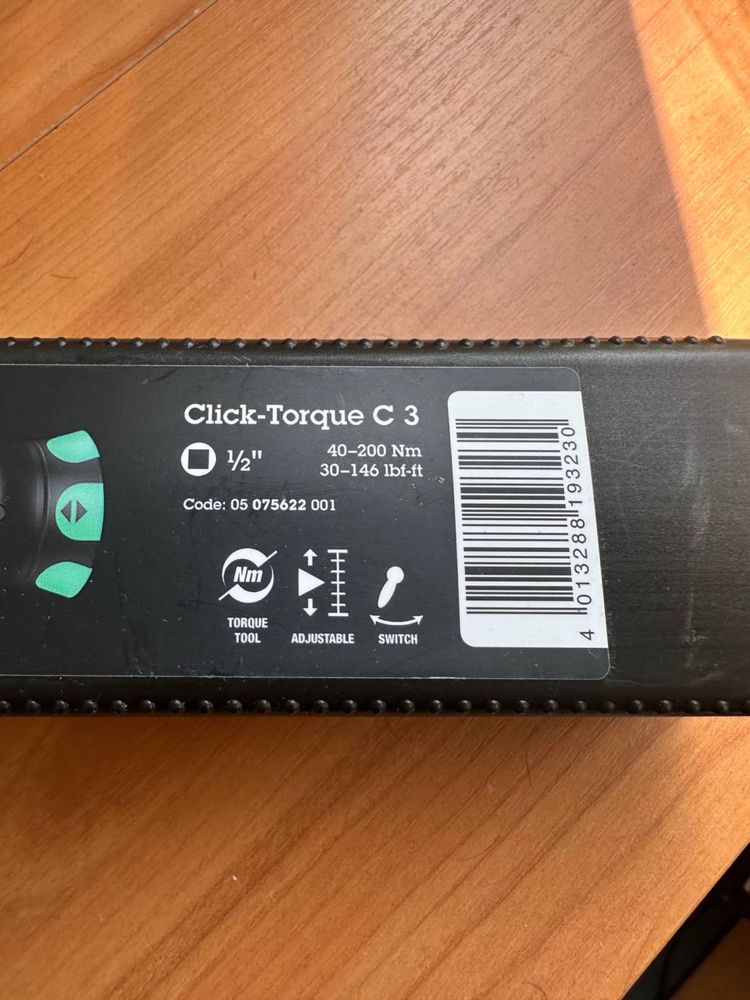 Click-Torque C 3
1/2"
40–200 Nm
30–146 lbf-ft
Code: 05 075622 001
Nm
TORQUE TOOL
ADJUSTABLE
SWITCH
4 013288 193230